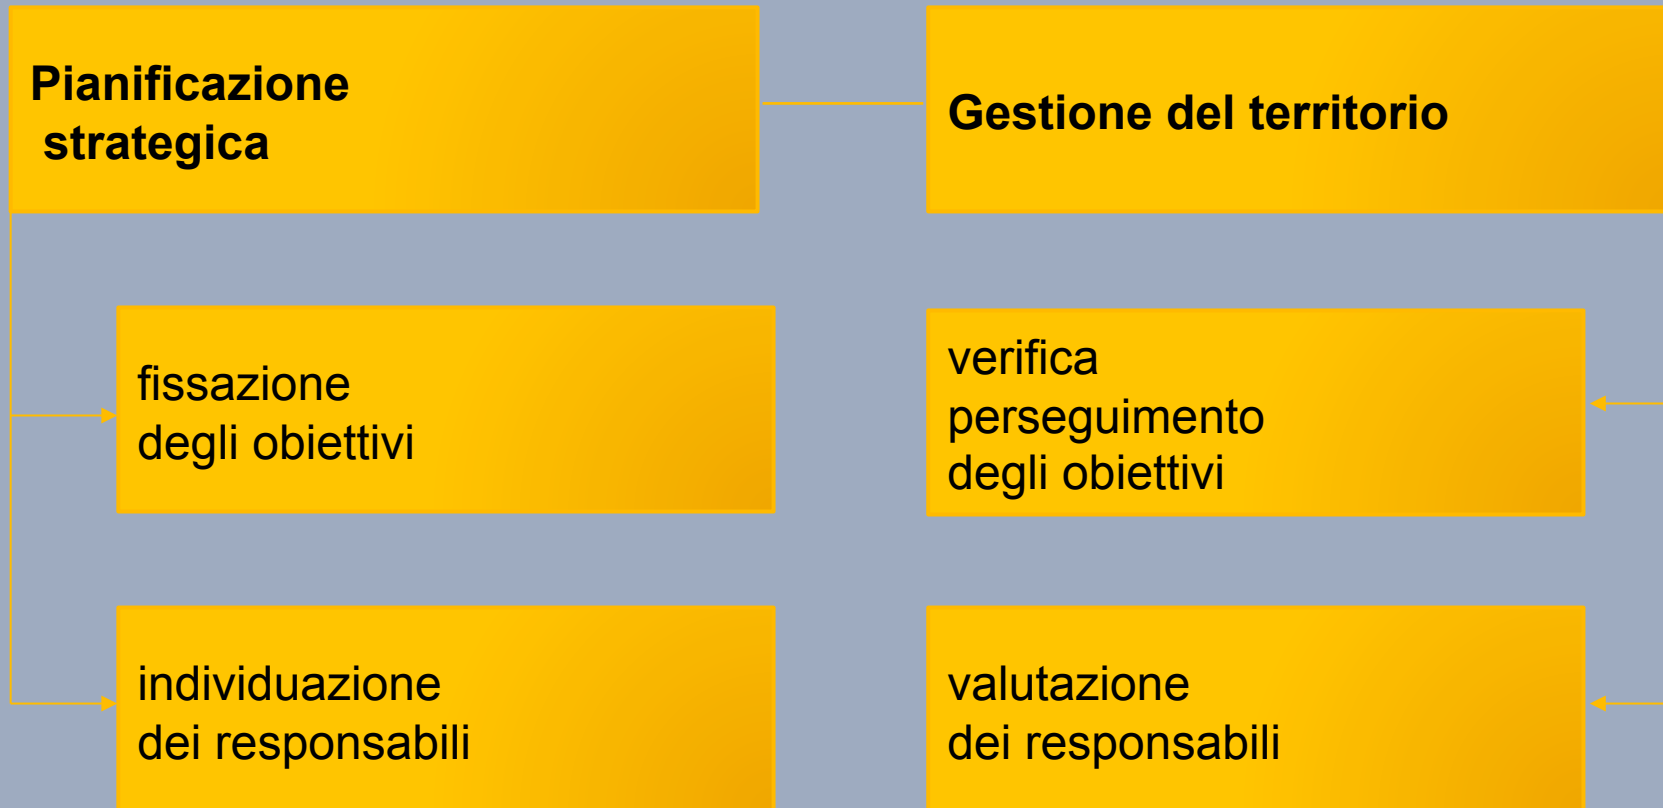 Pianificazione
strategica
Gestione del territorio
fissazione
degli obiettivi
verifica
perseguimento
degli obiettivi
individuazione
dei responsabili
valutazione
dei responsabili